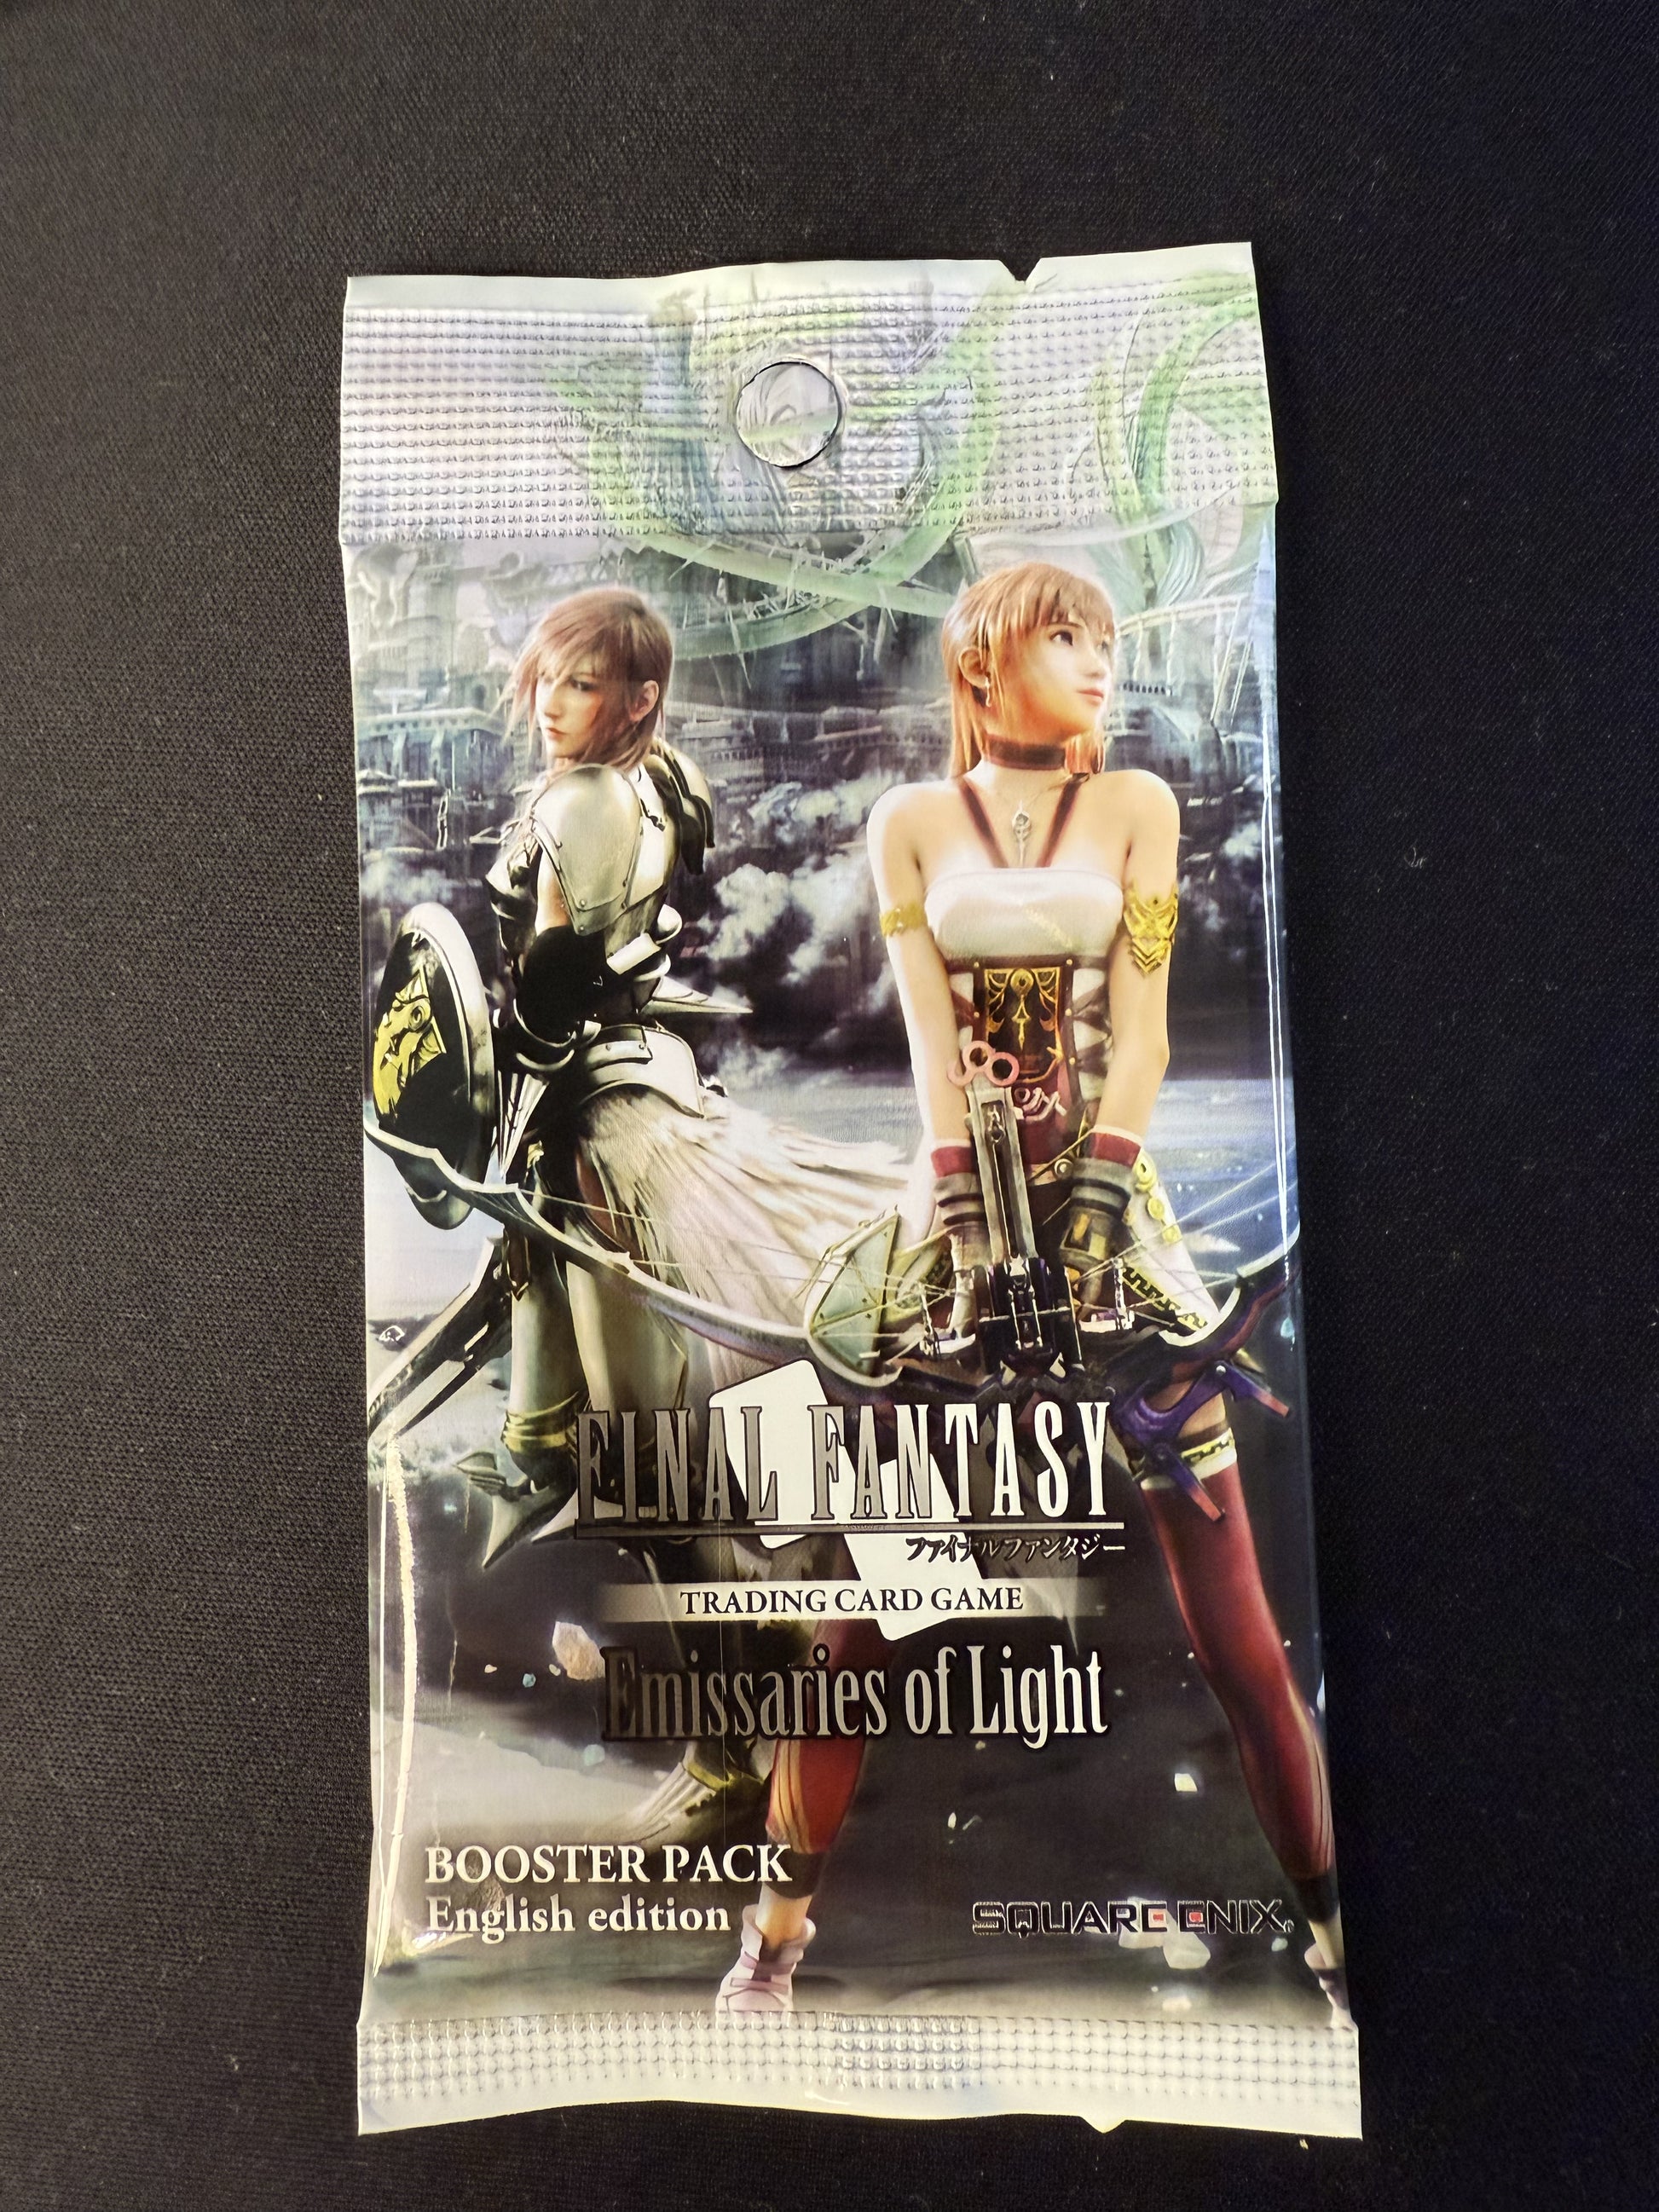 FINAL FANTASY
ファイナルファンタジー
TRADING CARD GAME
Emissaries of Light
BOOSTER PACK
English edition
SQUARE ENIX